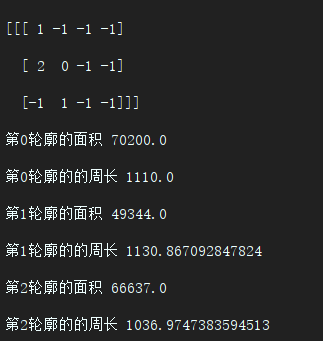 [[[ 1 -1 -1 -1]
[ 2 0 -1 -1]
[-1 1 -1 -1]]]
第0轮廓的面积 70200.0
第0轮廓的的周长 1110.0
第1轮廓的面积 49344.0
第1轮廓的的周长 1130.867092847824
第2轮廓的面积 66637.0
第2轮廓的的周长 1036.9747383594513